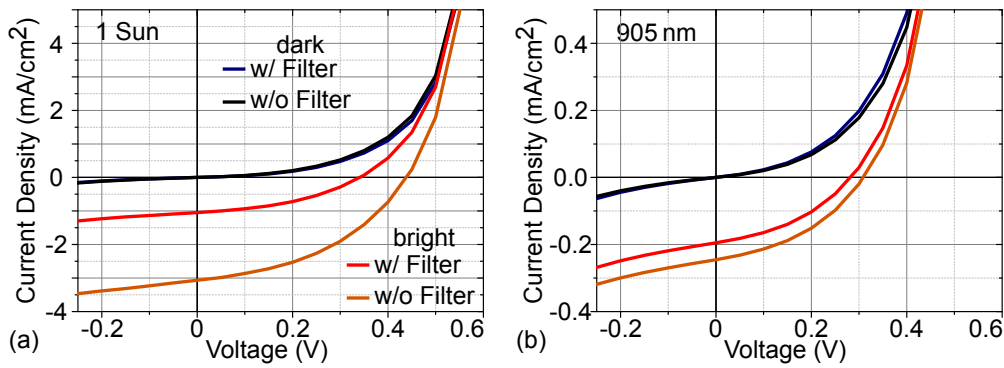 1 Sun
dark
w/ Filter
w/o Filter
bright
w/ Filter
w/o Filter
4
2
0
-2
-4
-0.2
0
0.2
0.4
0.6
Current Density (mA/cm²)
Voltage (V)
(a)
905 nm
0.4
0.2
0.0
-0.2
-0.4
-0.2
0
0.2
0.4
0.6
Current Density (mA/cm²)
Voltage (V)
(b)